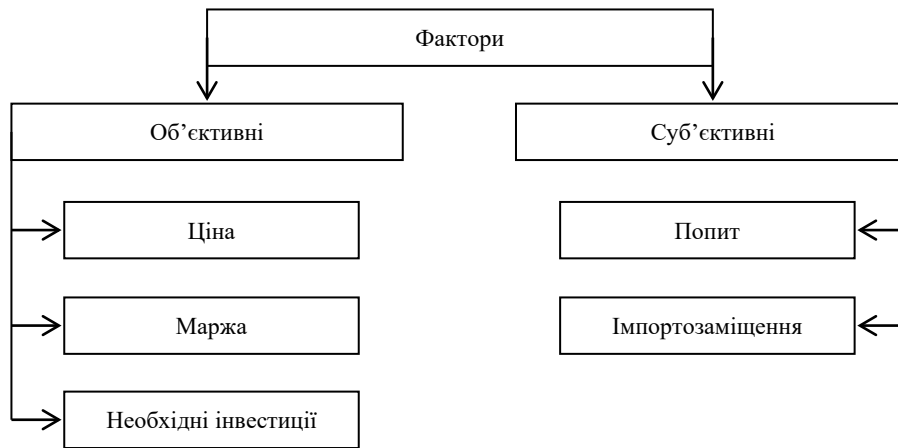 Фактори
Об’єктивні
Суб’єктивні
Ціна
Попит
Маржа
Імпортозаміщення
Необхідні інвестиції